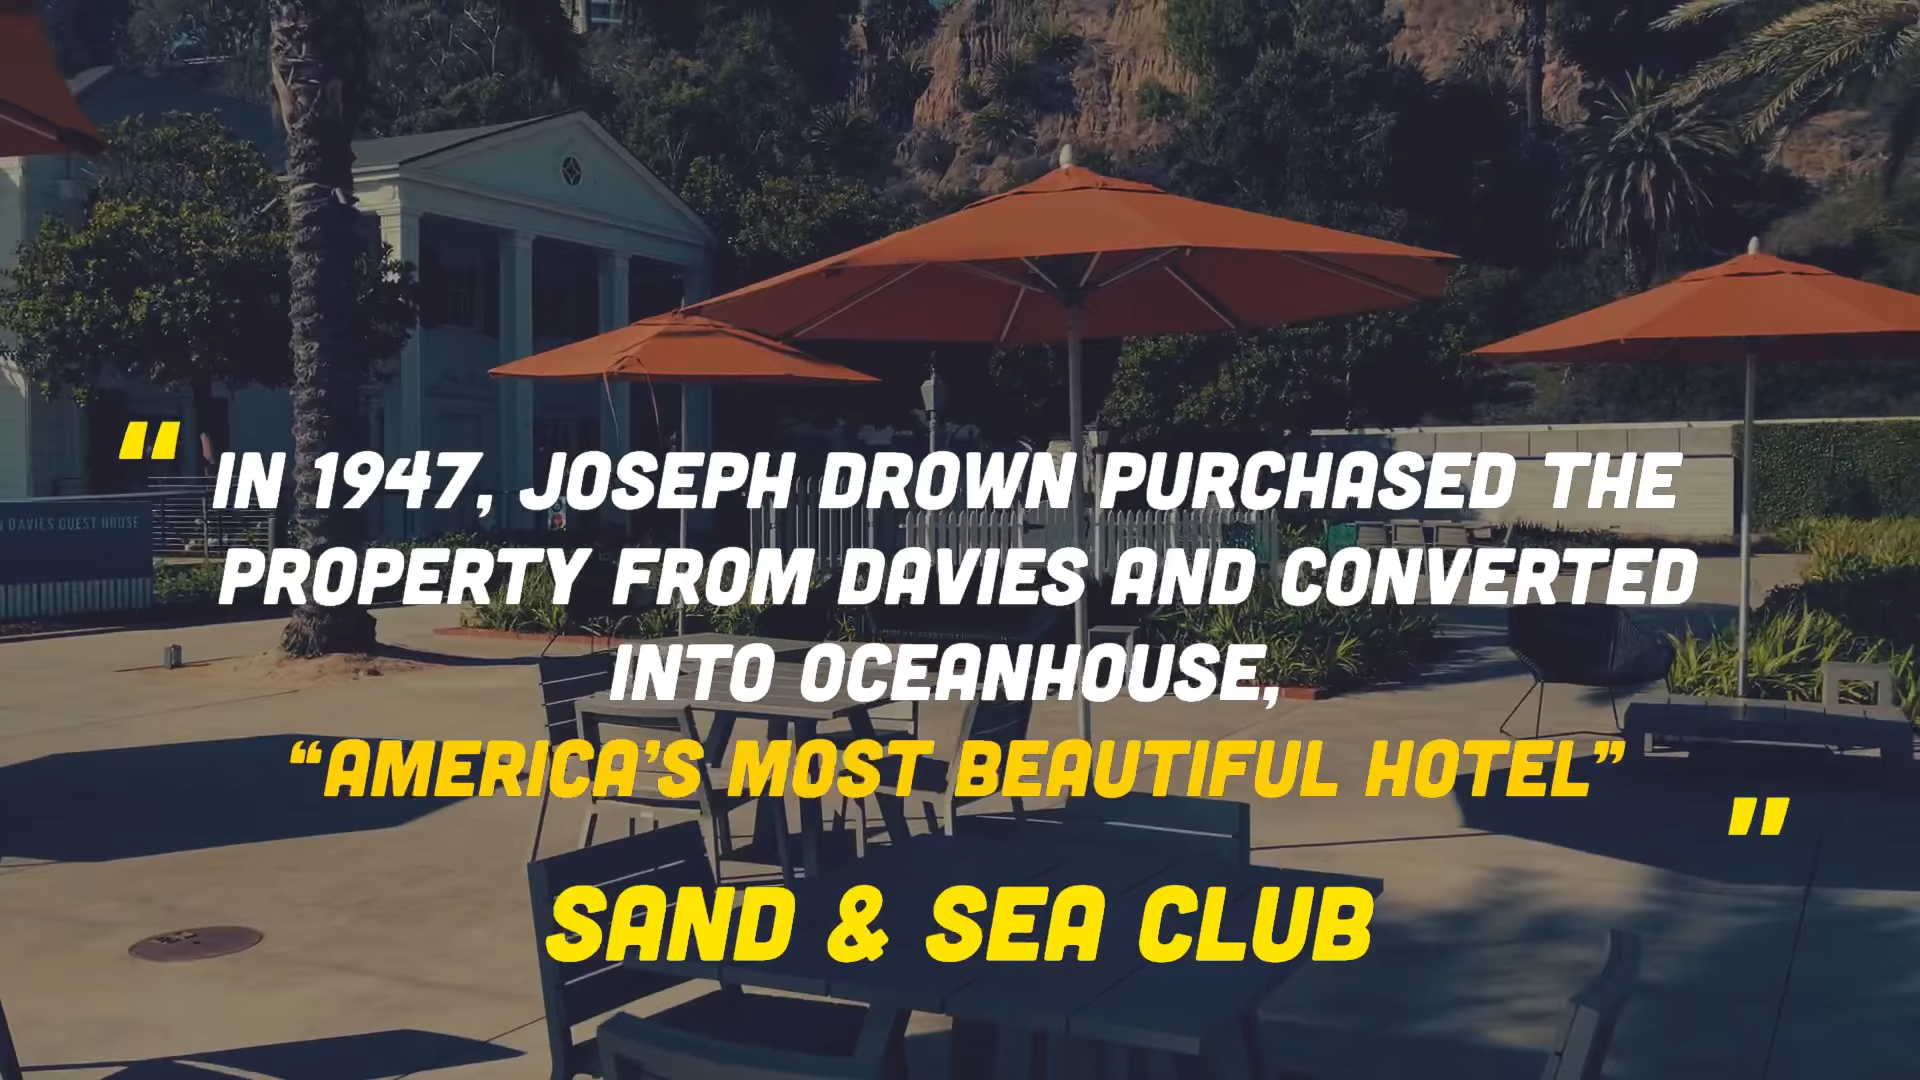 “
IN 1947, JOSEPH DROWN PURCHASED THE
PROPERTY FROM DAVIES AND CONVERTED
INTO OCEANHOUSE,
“AMERICA’S MOST BEAUTIFUL HOTEL”
”
SAND & SEA CLUB
DAVIES GUEST HOUSE